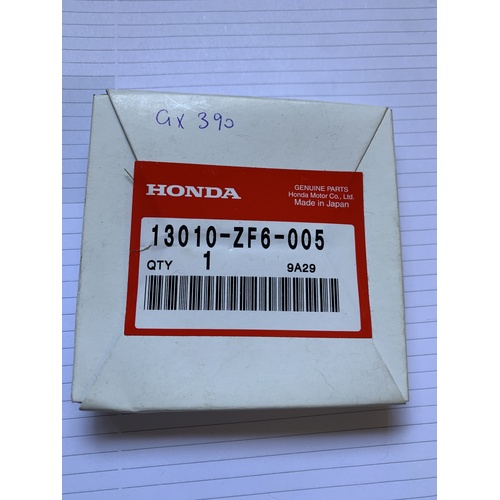 Gx 390
HONDA
GENUINE PARTS
Honda Motor Co., Ltd.
Made in Japan
13010-ZF6-005
QTY 1 9A29